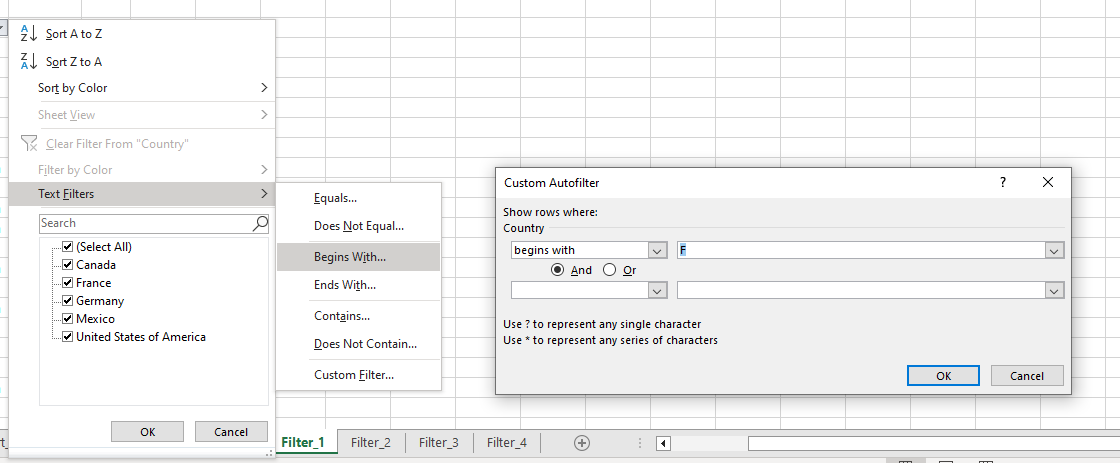 Sort A to Z
Sort Z to A
Sort by Color
Sheet View
Clear Filter From "Country"
Filter by Color
Text Filters
Search
(Select All)
Canada
France
Germany
Mexico
United States of America
OK
Cancel
Equals...
Does Not Equal...
Begins With...
Ends With...
Contains...
Does Not Contain...
Custom Filter...
Custom Autofilter
?
Show rows where:
Country
begins with
F
And
Or
Use ? to represent any single character
Use * to represent any series of characters
OK
Cancel
Filter_1
Filter_2
Filter_3
Filter_4